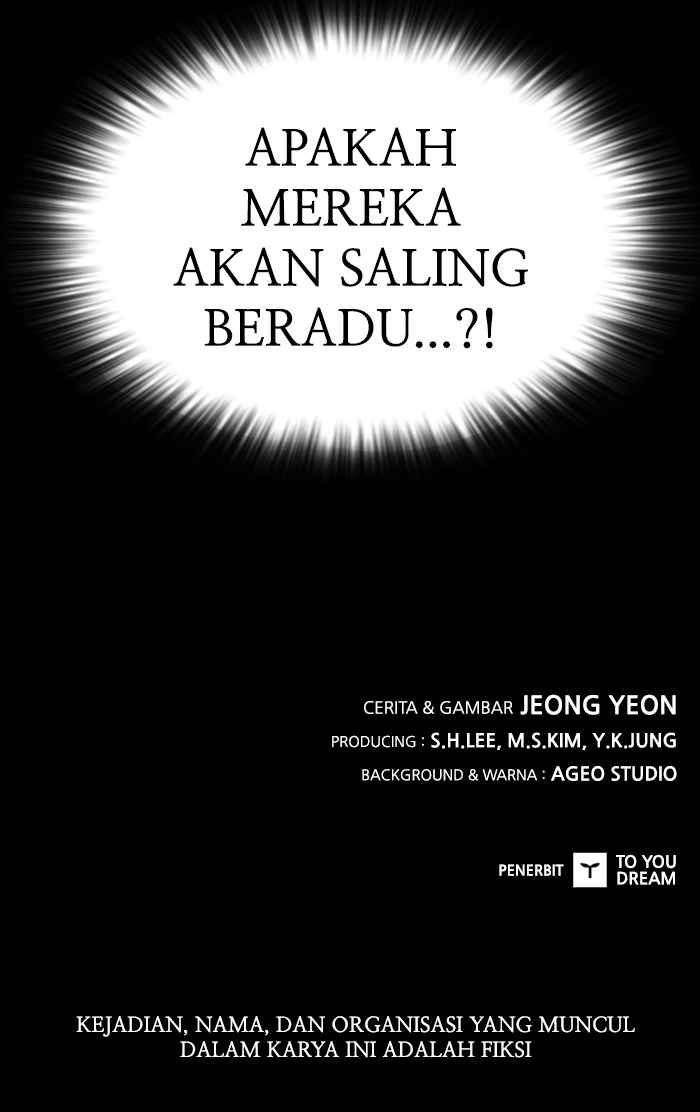 APAKAH
MEREKA
AKAN SALING
BERADU...?!
CERITA & GAMBAR JEONG YEON
PRODUCING : S.H.LEE, M.S.KIM, Y.K.JUNG
BACKGROUND & WARNA : AGEO STUDIO
PENERBIT TO YOU
DREAM
KEJADIAN, NAMA, DAN ORGANISASI YANG MUNCUL
DALAM KARYA INI ADALAH FIKSI